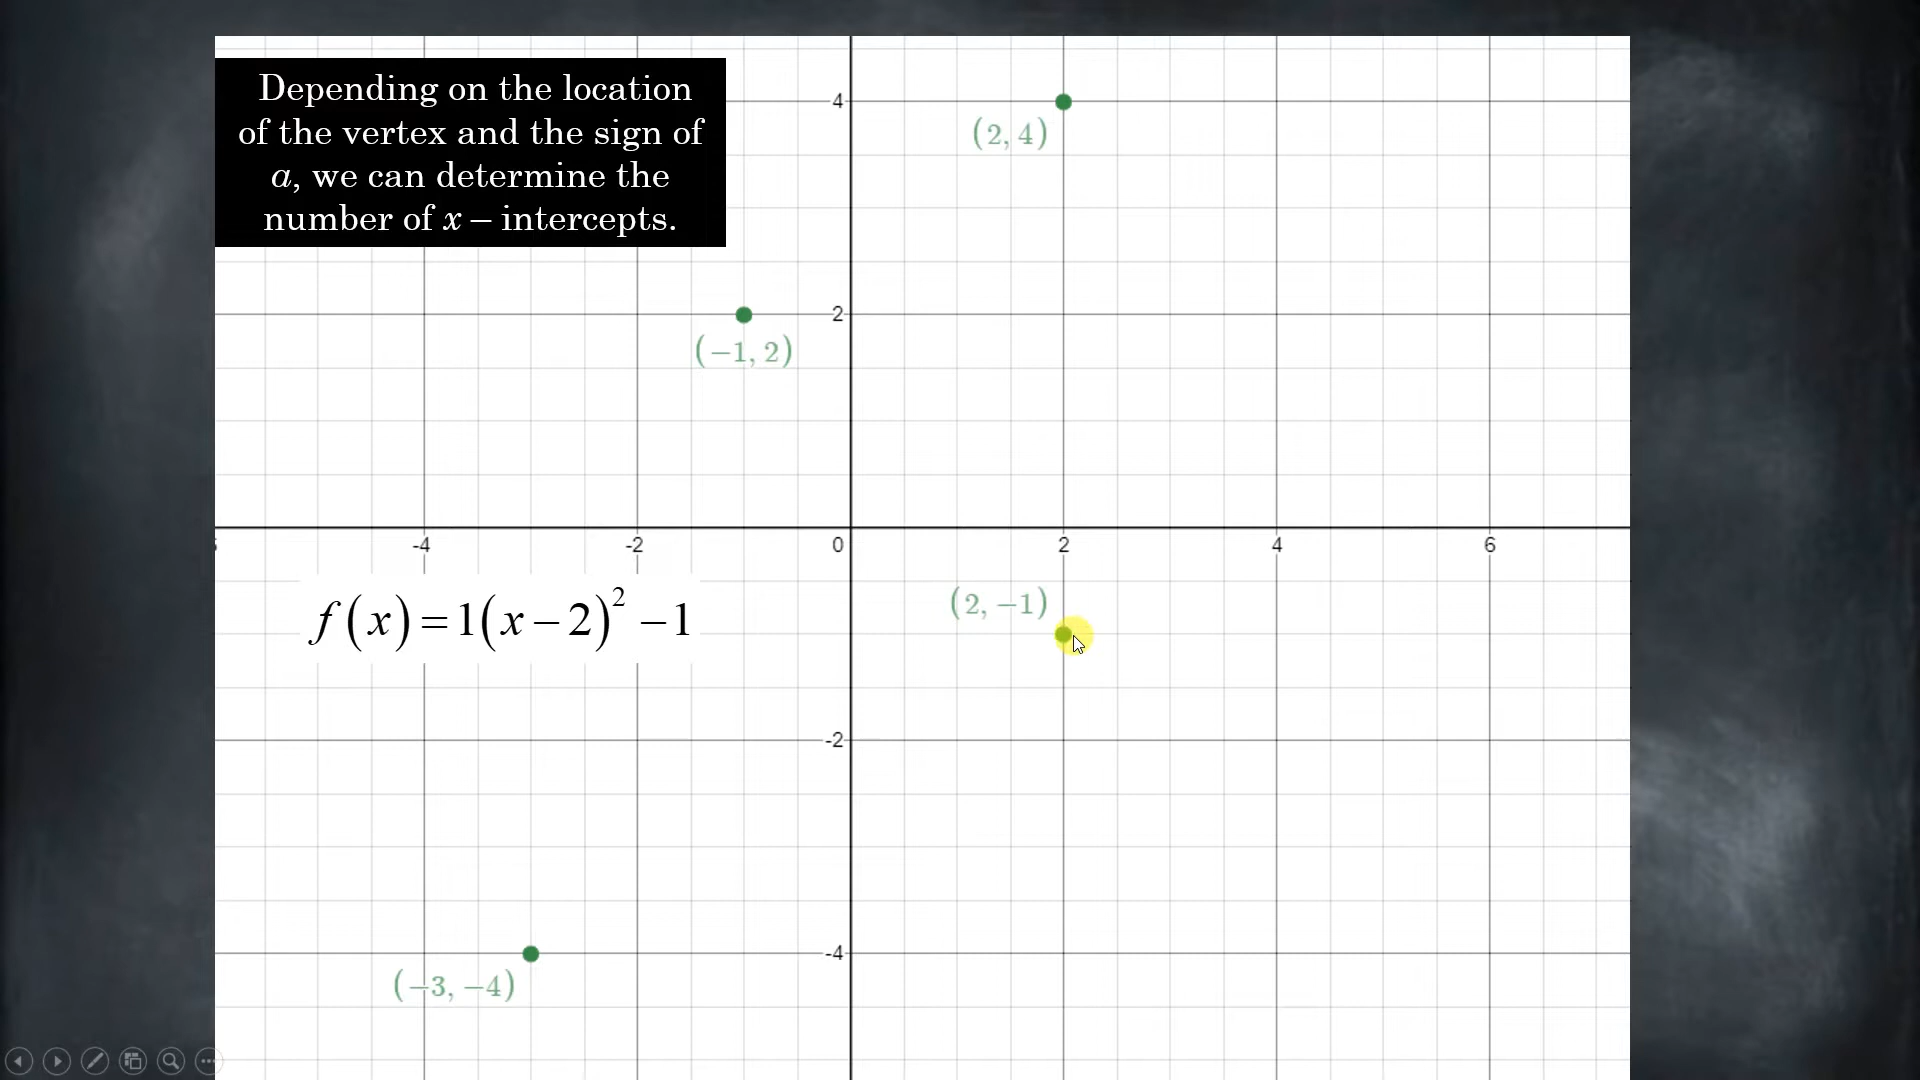 Depending on the location
of the vertex and the sign of
a, we can determine the
number of x – intercepts.
4
(2, 4)
2
(−1, 2)
-4
-2
0
2
4
6
(2, −1)
f(x) = 1(x − 2)² − 1
-2
-4
(−3, −4)